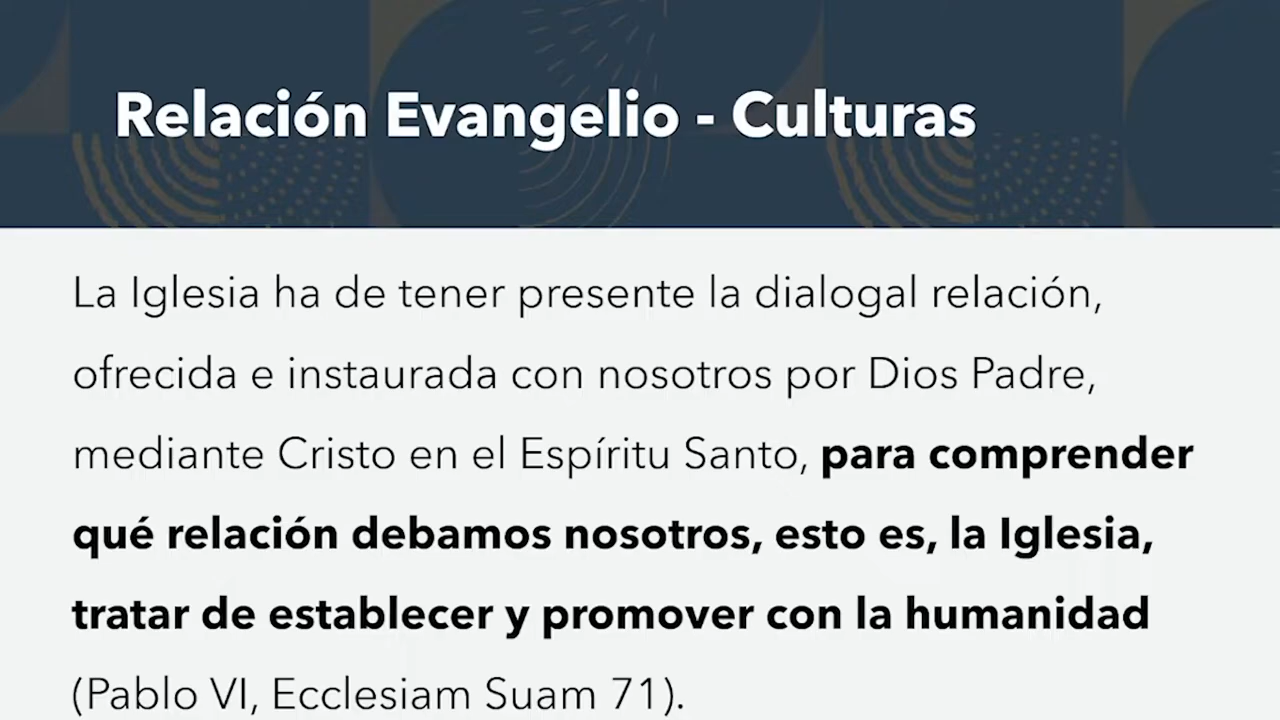 Relación Evangelio - Culturas
La Iglesia ha de tener presente la dialogal relación,
ofrecida e instaurada con nosotros por Dios Padre,
mediante Cristo en el Espíritu Santo, para comprender
qué relación debamos nosotros, esto es, la Iglesia,
tratar de establecer y promover con la humanidad
(Pablo VI, Ecclesiam Suam 71).